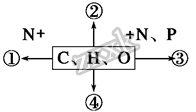 ②
N+ +N、P
① C、H、O ③
④